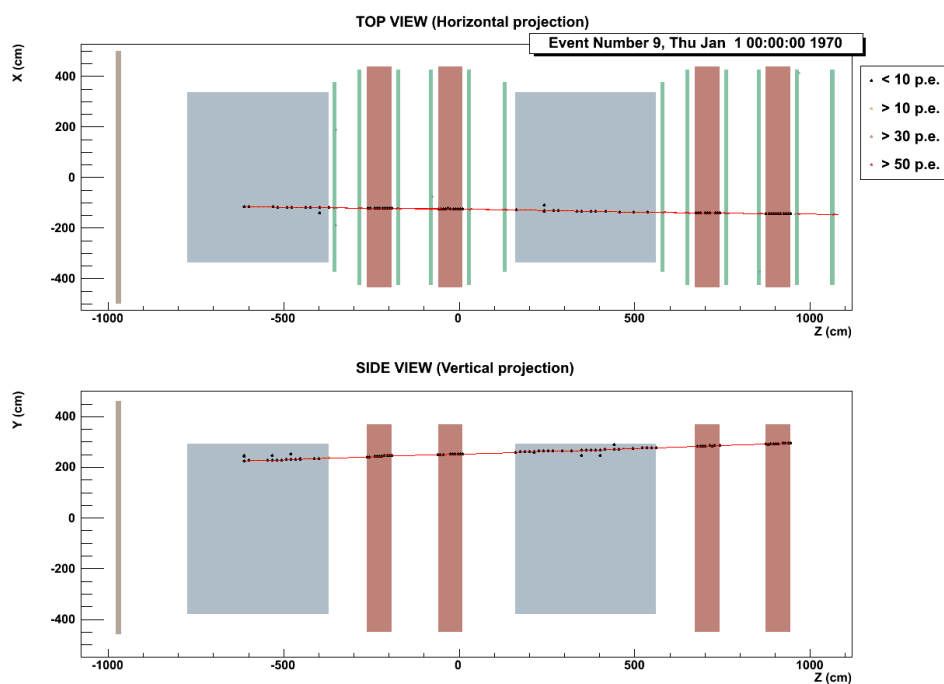 TOP VIEW (Horizontal projection)
Event Number 9, Thu Jan 1 00:00:00 1970
X (cm)
400
200
0
-200
-400
-1000 -500 0 500 1000
Z (cm)
< 10 p.e.
> 10 p.e.
> 30 p.e.
> 50 p.e.
SIDE VIEW (Vertical projection)
Y (cm)
400
200
0
-200
-400
-1000 -500 0 500 1000
Z (cm)